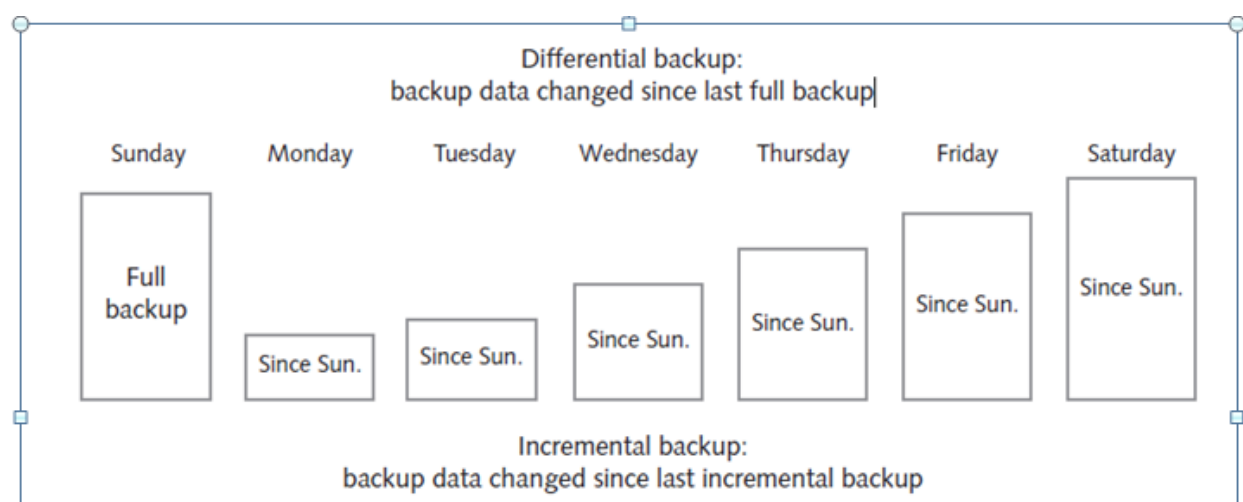 Differential backup:
backup data changed since last full backup
Sunday Monday Tuesday Wednesday Thursday Friday Saturday
Full
backup
Since Sun. Since Sun. Since Sun. Since Sun. Since Sun. Since Sun.
Incremental backup:
backup data changed since last incremental backup